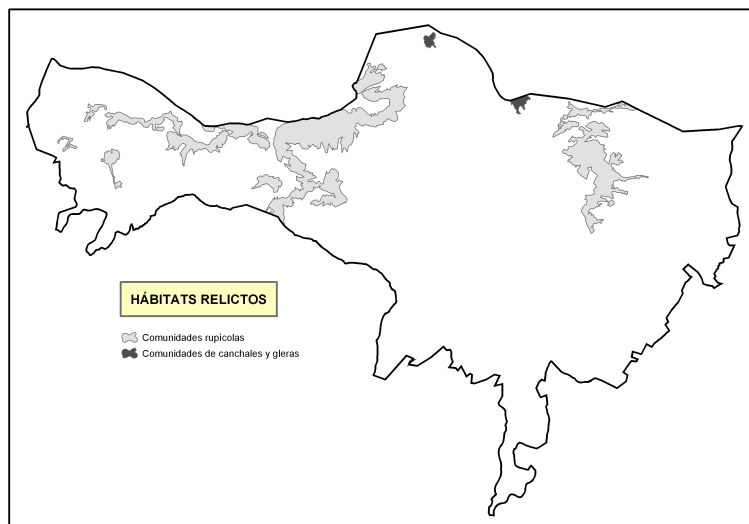 HÁBITATS RELICTOS
Comunidades rupícolas
Comunidades de canchales y gleras